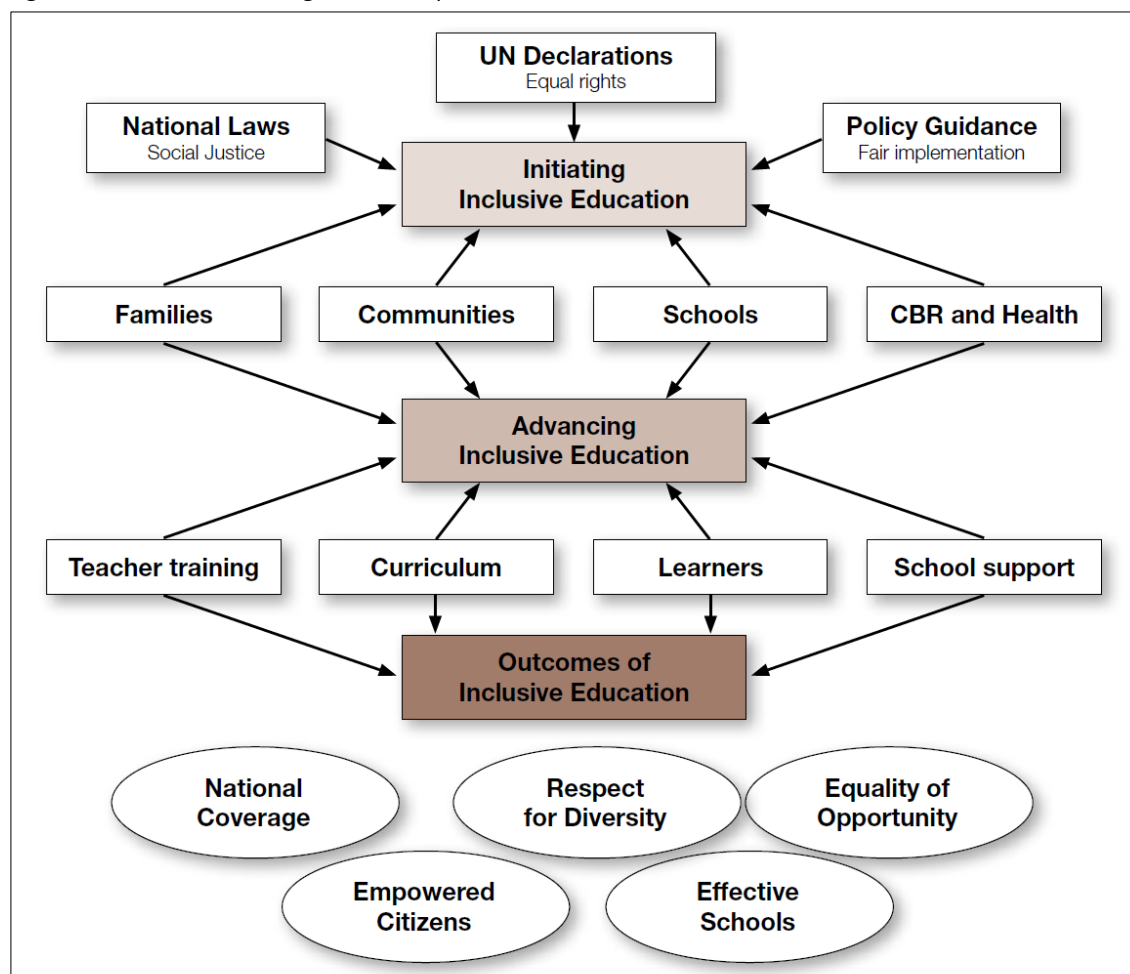 UN Declarations
Equal rights
National Laws
Social Justice
Policy Guidance
Fair implementation
Initiating
Inclusive Education
Families
Communities
Schools
CBR and Health
Advancing
Inclusive Education
Teacher training
Curriculum
Learners
School support
Outcomes of
Inclusive Education
National
Coverage
Respect
for Diversity
Equality of
Opportunity
Empowered
Citizens
Effective
Schools